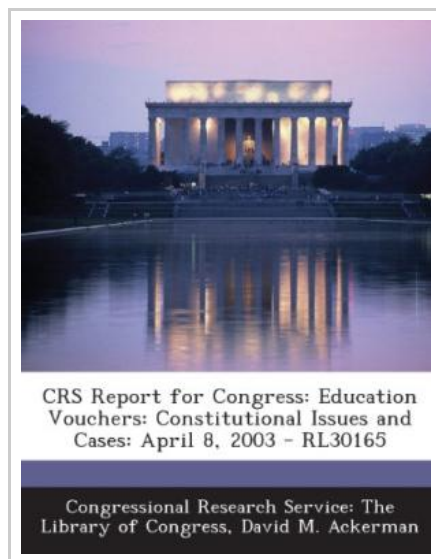 CRS Report for Congress: Education
Vouchers: Constitutional Issues and
Cases: April 8, 2003 - RL30165
Congressional Research Service: The
Library of Congress, David M. Ackerman